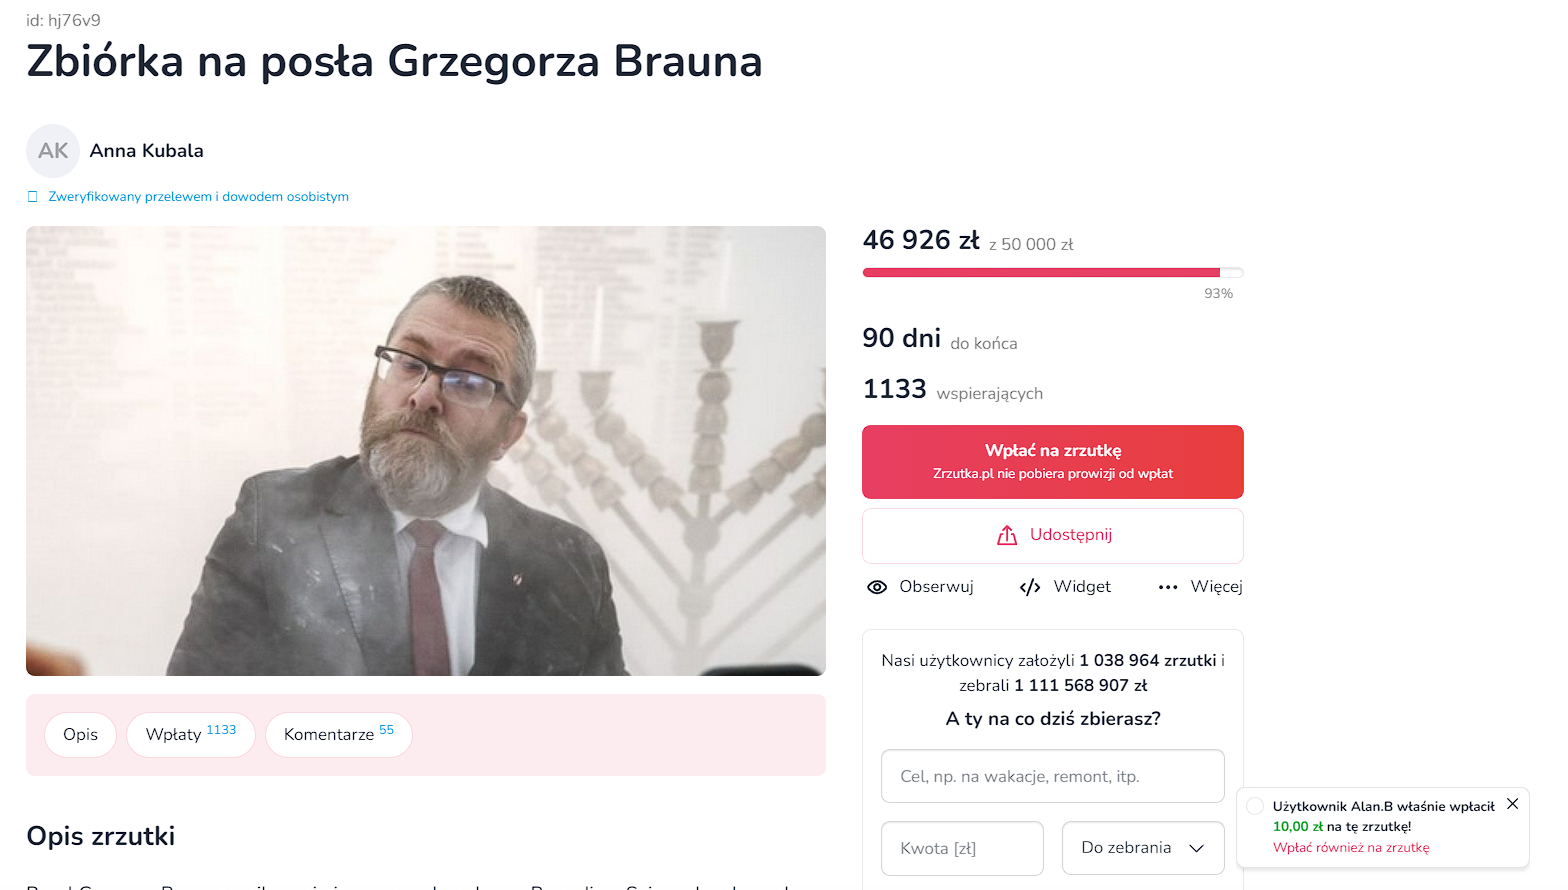 id: hj76v9
Zbiórka na posła Grzegorza Brauna
AK
Anna Kubala
Zweryfikowany przelewem i dowodem osobistym
46 926 zł z 50 000 zł
93%
90 dni do końca
1133 wspierających
Wpłać na zrzutkę
Zrzutka.pl nie pobiera prowizji od wpłat
Udostępnij
Obserwuj Widget Więcej
Nasi użytkownicy założyli 1 038 964 zrzutki i
zebrali 1 111 568 907 zł
A ty na co dziś zbierasz?
Cel, np. na wakacje, remont, itp.
Kwota [zł] Do zebrania
Opis Wpłaty 1133 Komentarze 55
Opis zrzutki
Użytkownik Alan.B właśnie wpłacił
10,00 zł na tę zrzutkę!
Wpłać również na zrzutkę